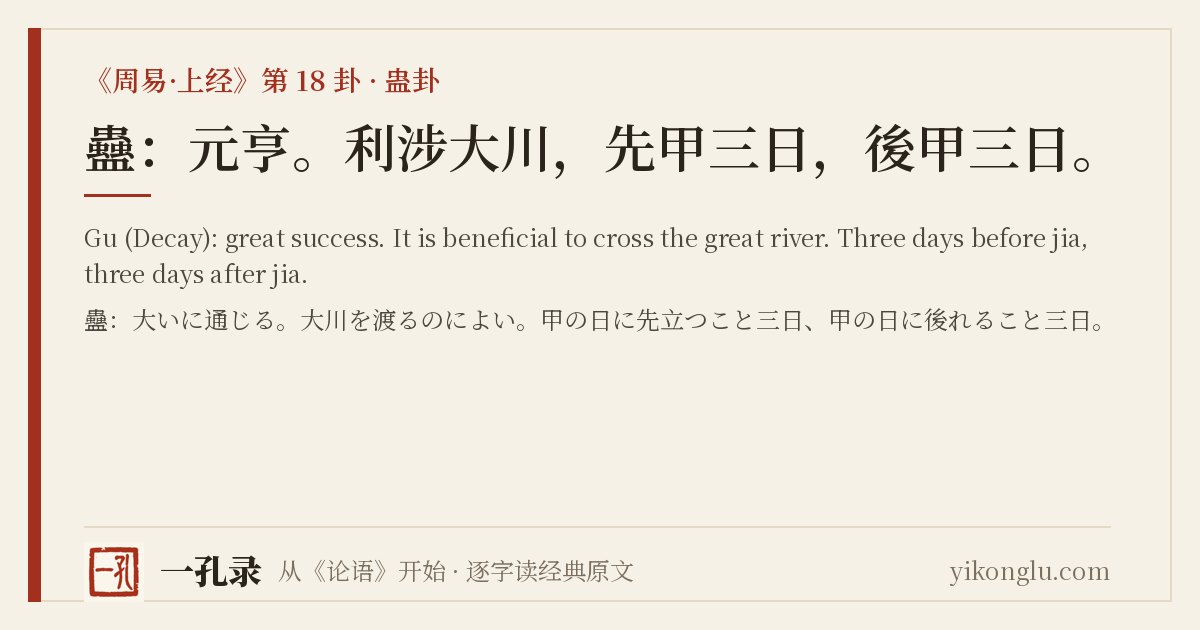 《周易·上经》第 18 卦 · 蛊卦
蠱：元亨。利涉大川，先甲三日，後甲三日。
Gu (Decay): great success. It is beneficial to cross the great river. Three days before jia,
three days after jia.
蠱：大いに通じる。大川を渡るのによい。甲の日に先立つこと三日、甲の日に後れること三日。
一孔
一孔录 从《论语》开始 · 逐字读经典原文
yikonglu.com